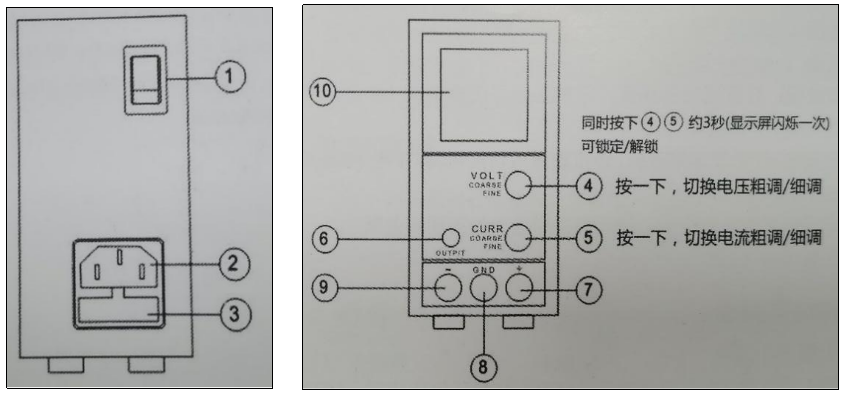 1
2
3
10
同时按下 4 5 约3秒(显示屏闪烁一次)
可锁定/解锁
VOLT
COARSE
FINE
4 按一下，切换电压粗调/细调
6
CURR
COARSE
FINE
5 按一下，切换电流粗调/细调
OUTPIT
- GND +
9
7
8